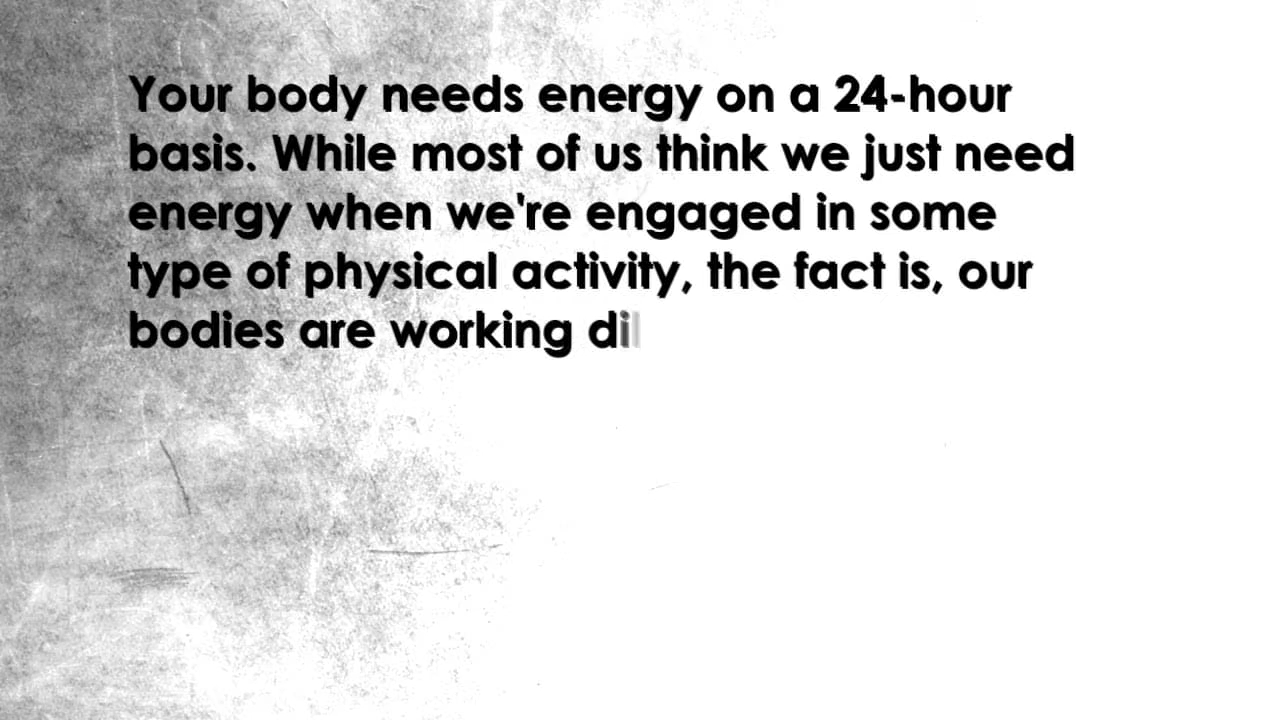 Your body needs energy on a 24-hour
basis. While most of us think we just need
energy when we're engaged in some
type of physical activity, the fact is, our
bodies are working dil